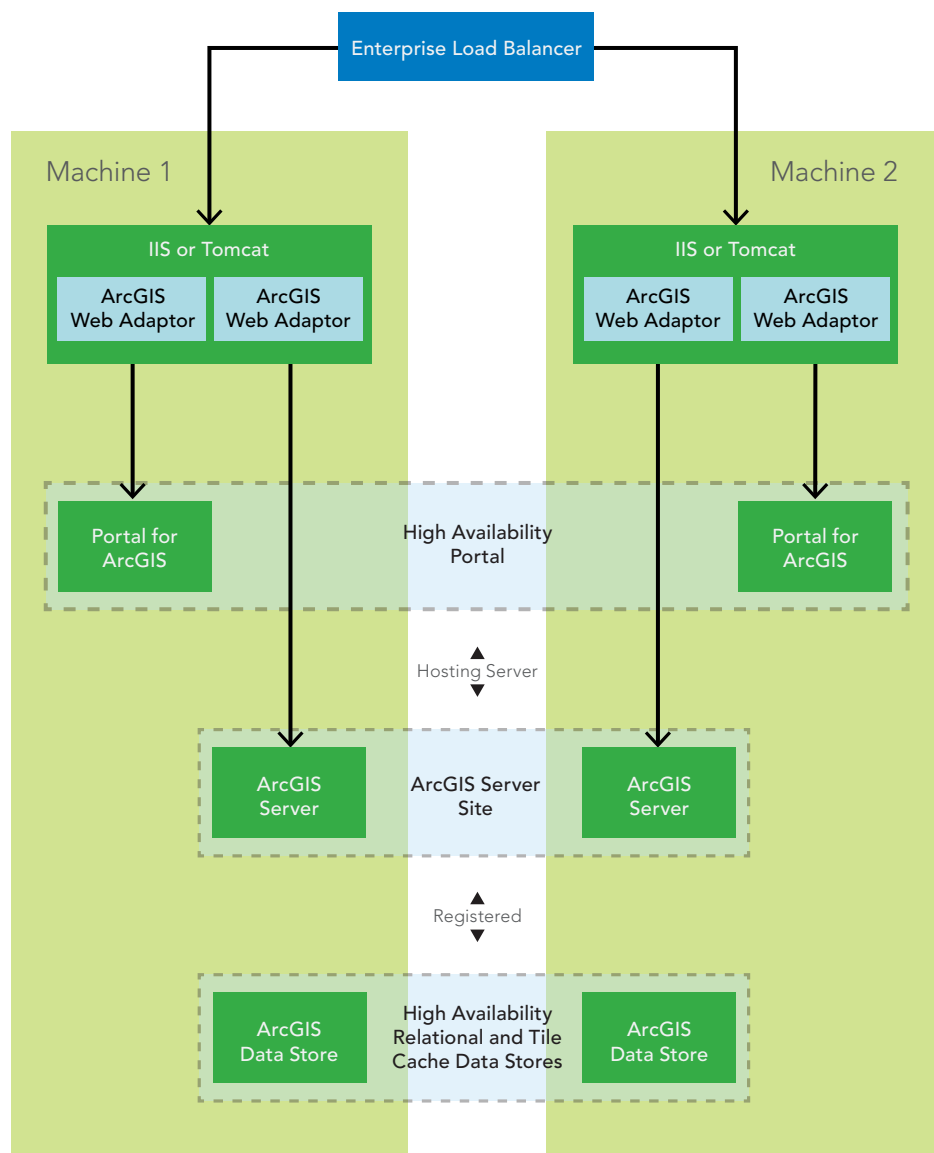 Enterprise Load Balancer
Machine 1
Machine 2
IIS or Tomcat
ArcGIS
Web Adaptor
ArcGIS
Web Adaptor
IIS or Tomcat
ArcGIS
Web Adaptor
ArcGIS
Web Adaptor
Portal for
ArcGIS
High Availability
Portal
Portal for
ArcGIS
Hosting Server
ArcGIS
Server
ArcGIS Server
Site
ArcGIS
Server
Registered
ArcGIS
Data Store
High Availability
Relational and Tile
Cache Data Stores
ArcGIS
Data Store